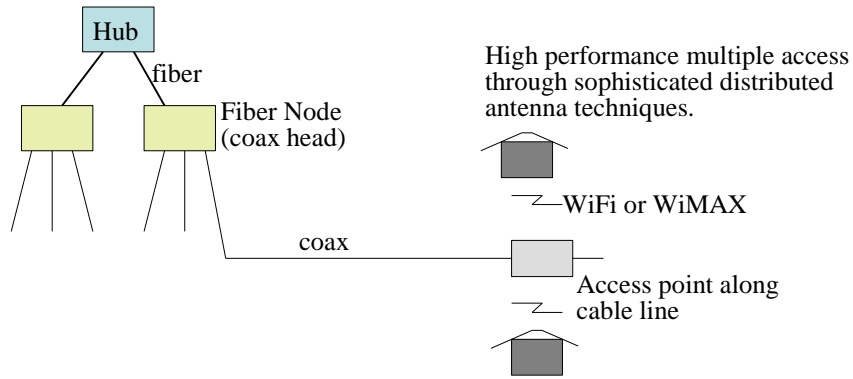 Hub
fiber
Fiber Node
(coax head)
High performance multiple access
through sophisticated distributed
antenna techniques.
WiFi or WiMAX
coax
Access point along
cable line